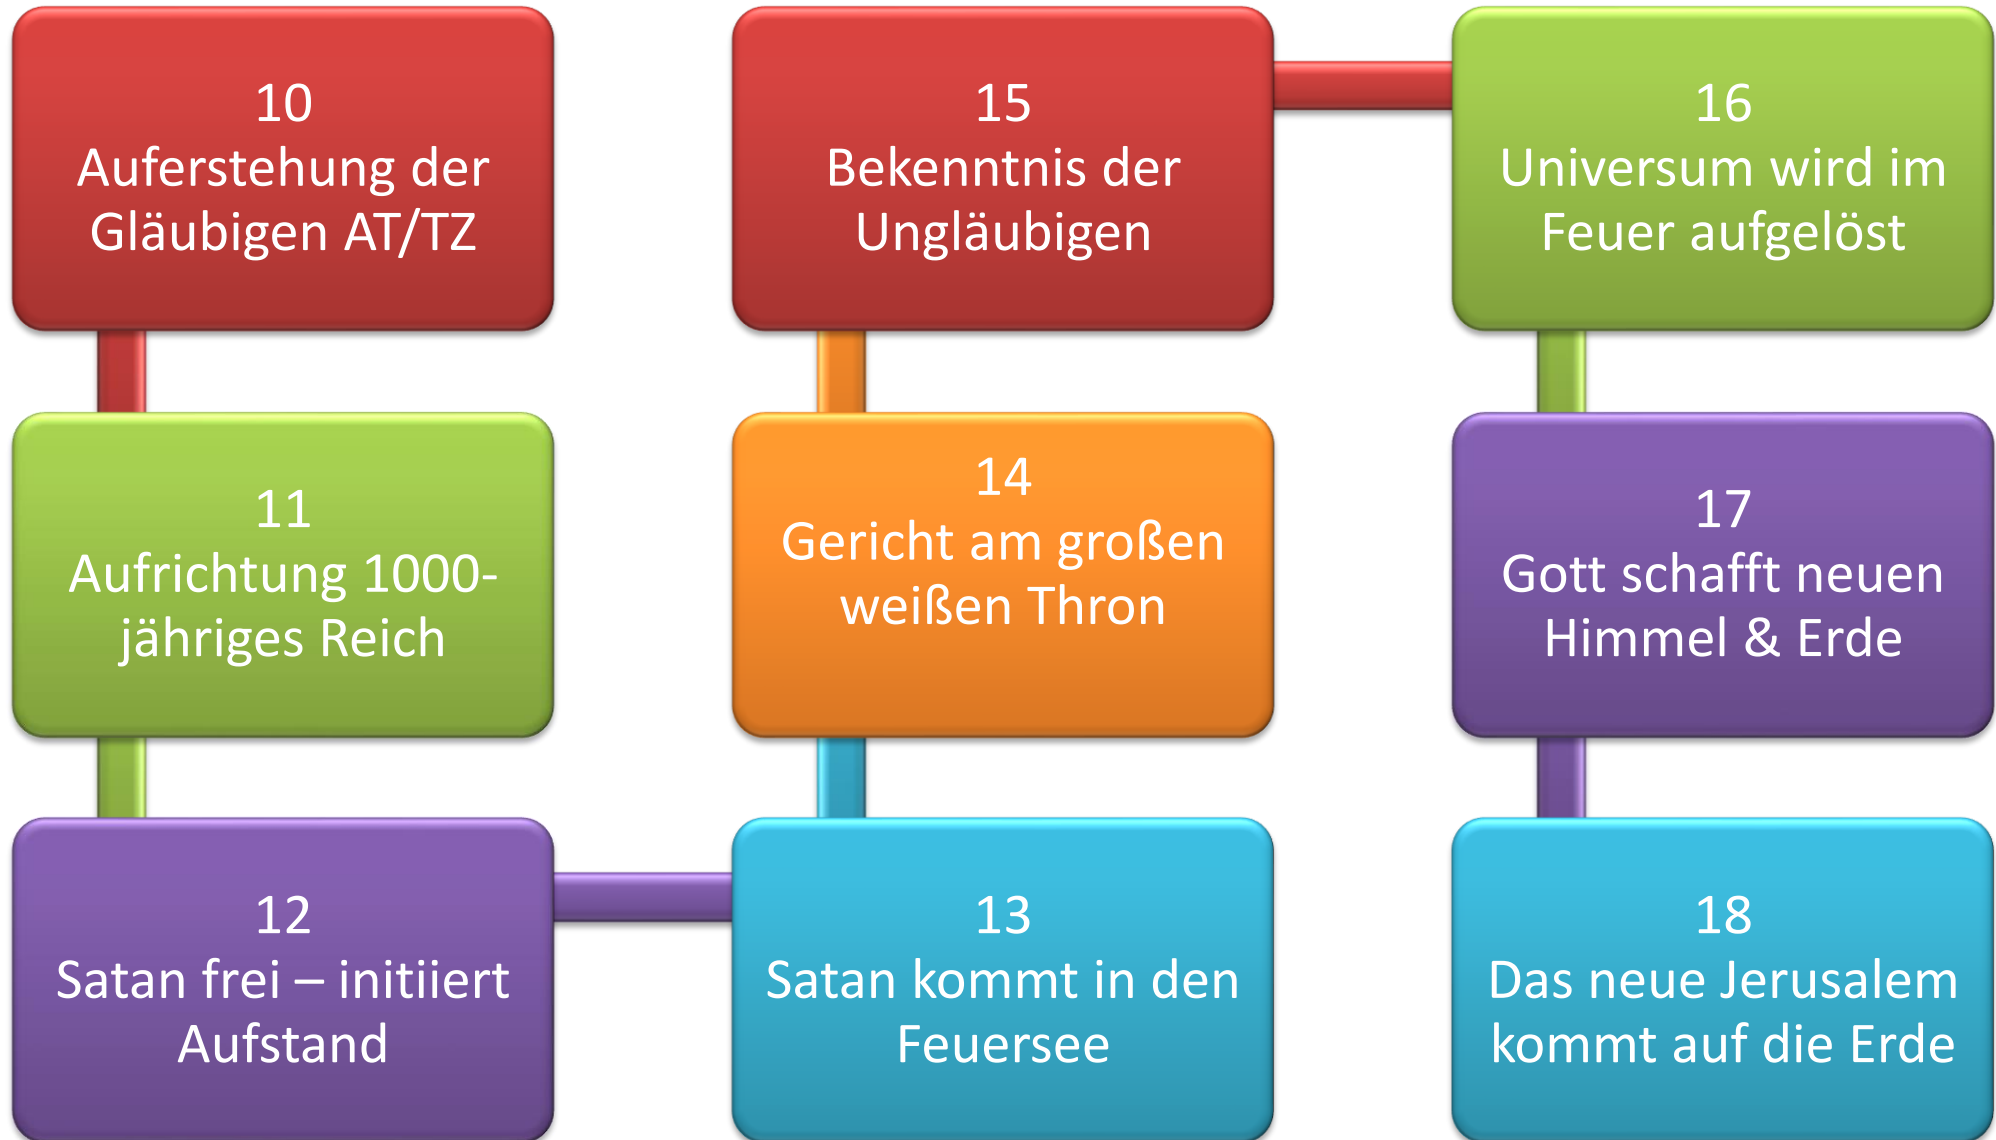 10
Auferstehung der
Gläubigen AT/TZ
11
Aufrichtung 1000-
jähriges Reich
12
Satan frei – initiiert
Aufstand
13
Satan kommt in den
Feuersee
14
Gericht am großen
weißen Thron
15
Bekenntnis der
Ungläubigen
16
Universum wird im
Feuer aufgelöst
17
Gott schafft neuen
Himmel & Erde
18
Das neue Jerusalem
kommt auf die Erde